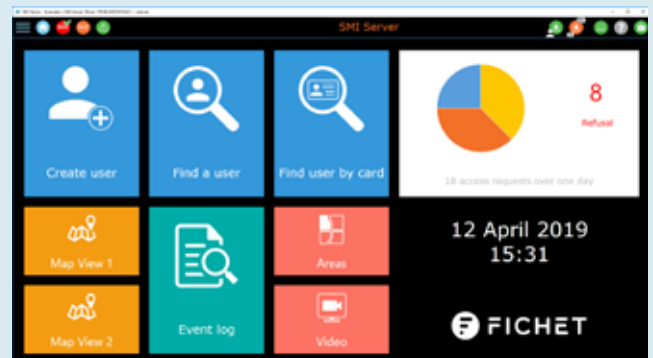 SMI Server
Create user
Find a user
Find user by card
8
Refusal
18 access requests over one day
Map View 1
Map View 2
Event log
Areas
Video
12 April 2019
15:31
FICHET